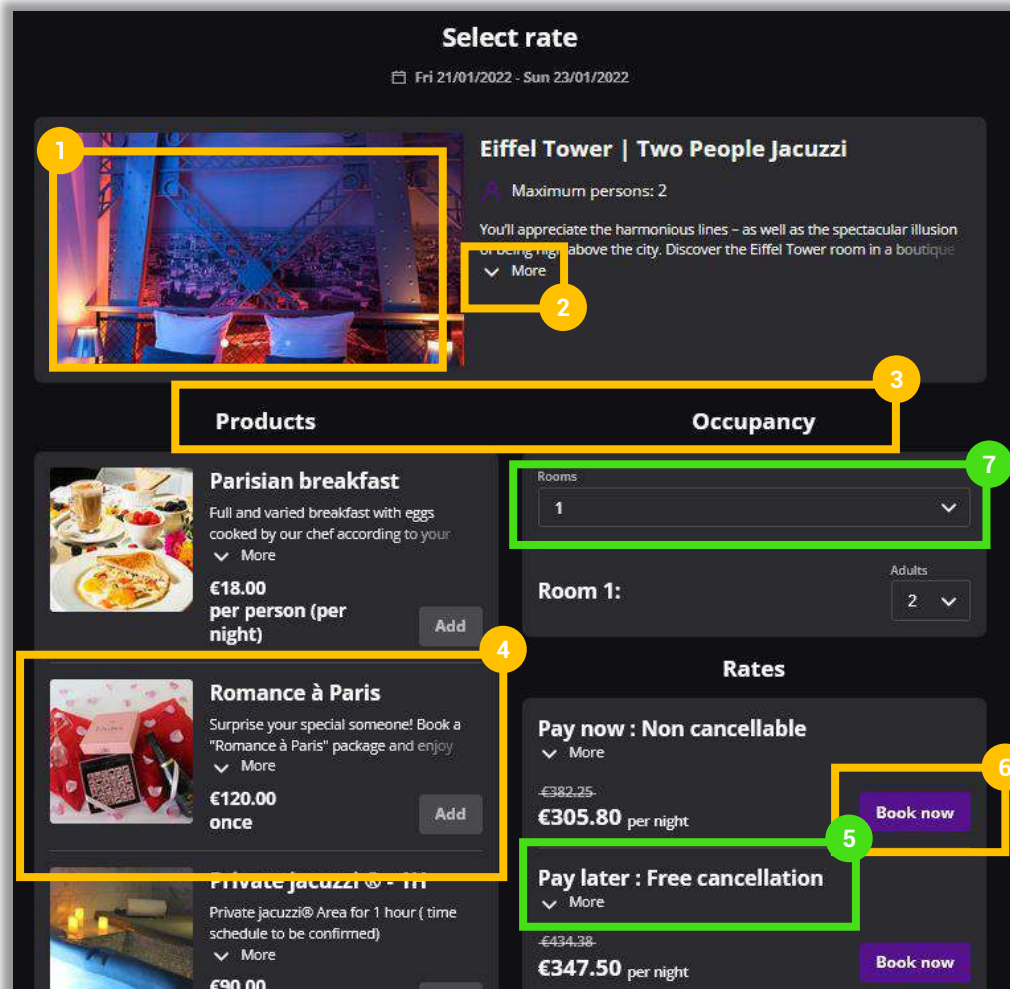 Select rate
Fri 21/01/2022 - Sun 23/01/2022
1
Eiffel Tower | Two People Jacuzzi
Maximum persons: 2
You'll appreciate the harmonious lines – as well as the spectacular illusion
of being high above the city. Discover the Eiffel Tower room in a boutique
More
2
3
Products
Parisian breakfast
Full and varied breakfast with eggs
cooked by our chef according to your
More
€18.00
per person (per
night)
Add
4
Romance à Paris
Surprise your special someone! Book a
"Romance à Paris" package and enjoy
More
€120.00
once
Add
Private jacuzzi ® - 1H
Private jacuzzi® Area for 1 hour ( time
schedule to be confirmed)
More
€90.00
Occupancy
7
Rooms
1
Room 1:
Adults
2
Rates
Pay now : Non cancellable
More
€382.25
€305.80 per night
6
Book now
5
Pay later : Free cancellation
More
€434.38
€347.50 per night
Book now